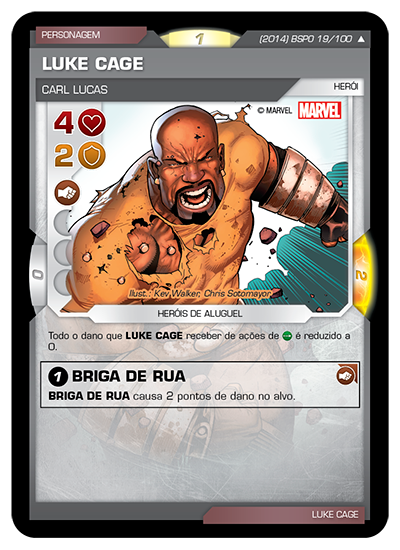 PERSONAGEM
1
(2014) BSP0 19/100 ▲
LUKE CAGE
CARL LUCAS
HERÓI
© MARVEL MARVEL
4
2
0
2
Ilust.: Kev Walker, Chris Sotomayor
HERÓIS DE ALUGUEL
Todo o dano que LUKE CAGE receber de ações de é reduzido a
0.
1 BRIGA DE RUA
BRIGA DE RUA causa 2 pontos de dano no alvo.
LUKE CAGE